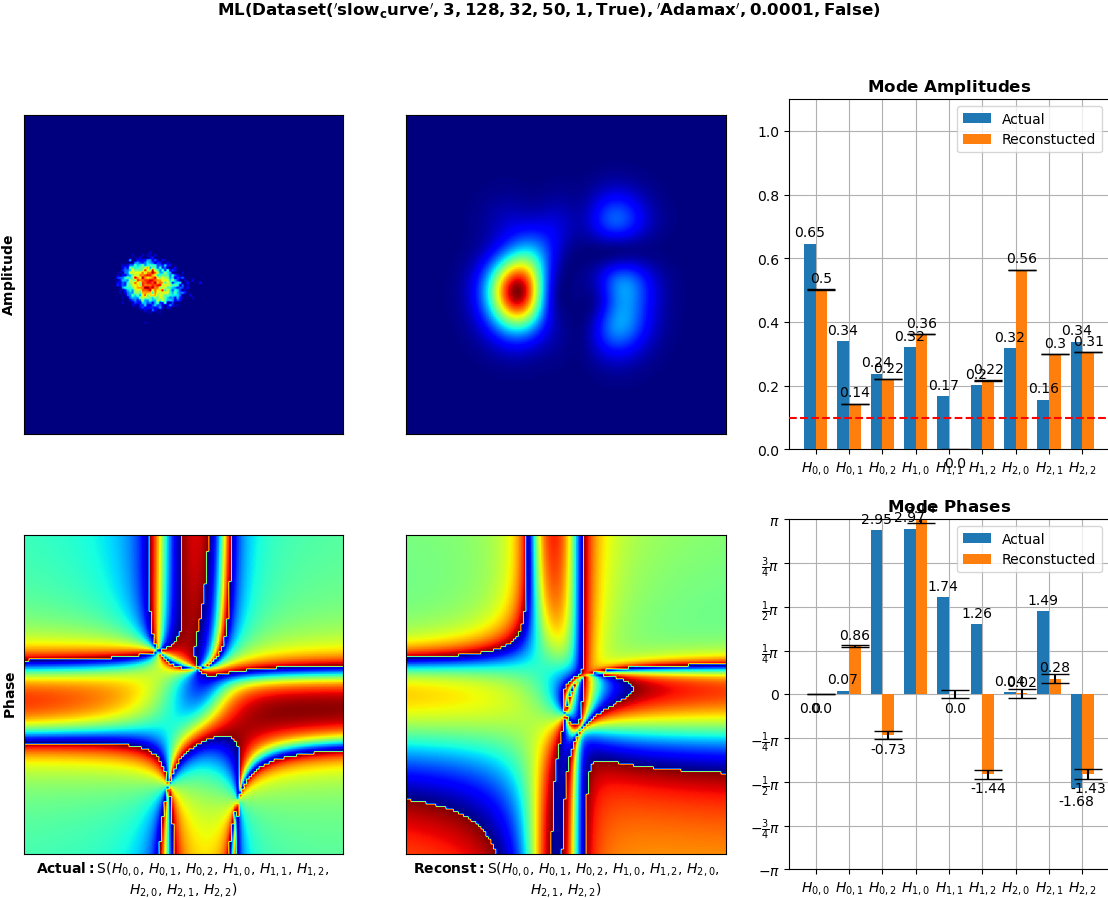 ML(Dataset('slow_curve', 3, 128, 32, 50, 1, True), 'Adamax', 0.0001, False)
Amplitude
Mode Amplitudes
Actual
Reconstucted
1.0
0.8
0.6
0.4
0.2
0.0
0.65
0.5
0.34
0.14
0.24
0.22
0.32
0.36
0.17
0.0
0.2
0.22
0.32
0.56
0.16
0.3
0.34
0.31
H0,0 H0,1 H0,2 H1,0 H1,1 H1,2 H2,0 H2,1 H2,2
Phase
Actual: S(H0,0, H0,1, H0,2, H1,0, H1,1, H1,2,
H2,0, H2,1, H2,2)
Reconst: S(H0,0, H0,1, H0,2, H1,0, H1,2, H2,0,
H2,1, H2,2)
Mode Phases
Actual
Reconstucted
π
3/4π
1/2π
1/4π
0
−1/4π
−1/2π
−3/4π
−π
0.0
0.0
0.07
0.86
2.95
-0.73
2.97
1.74
0.0
1.26
-1.44
0.04
0.02
1.49
0.28
-1.68
-1.43
H0,0 H0,1 H0,2 H1,0 H1,1 H1,2 H2,0 H2,1 H2,2